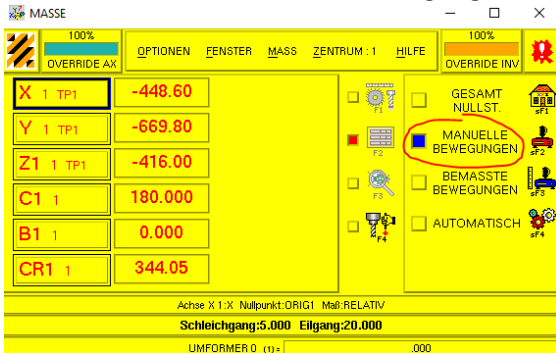 MASSE
100%
OVERRIDE AX
OPTIONEN FENSTER MASS ZENTRUM : 1 HILFE
100%
OVERRIDE INV
X 1 TP1 -448.60
Y 1 TP1 -669.80
Z1 1 TP1 -416.00
C1 1 180.000
B1 1 0.000
CR1 1 344.05
F1
F2
F3
F4
GESAMT
NULLST.
sF1
MANUELLE
BEWEGUNGEN
sF2
BEMASSTE
BEWEGUNGEN
sF3
AUTOMATISCH
sF4
Achse X 1:X Nullpunkt:ORIG1 Maß:RELATIV
Schleichgang:5.000 Eilgang:20.000
UMFORMER 0 (1)= .000